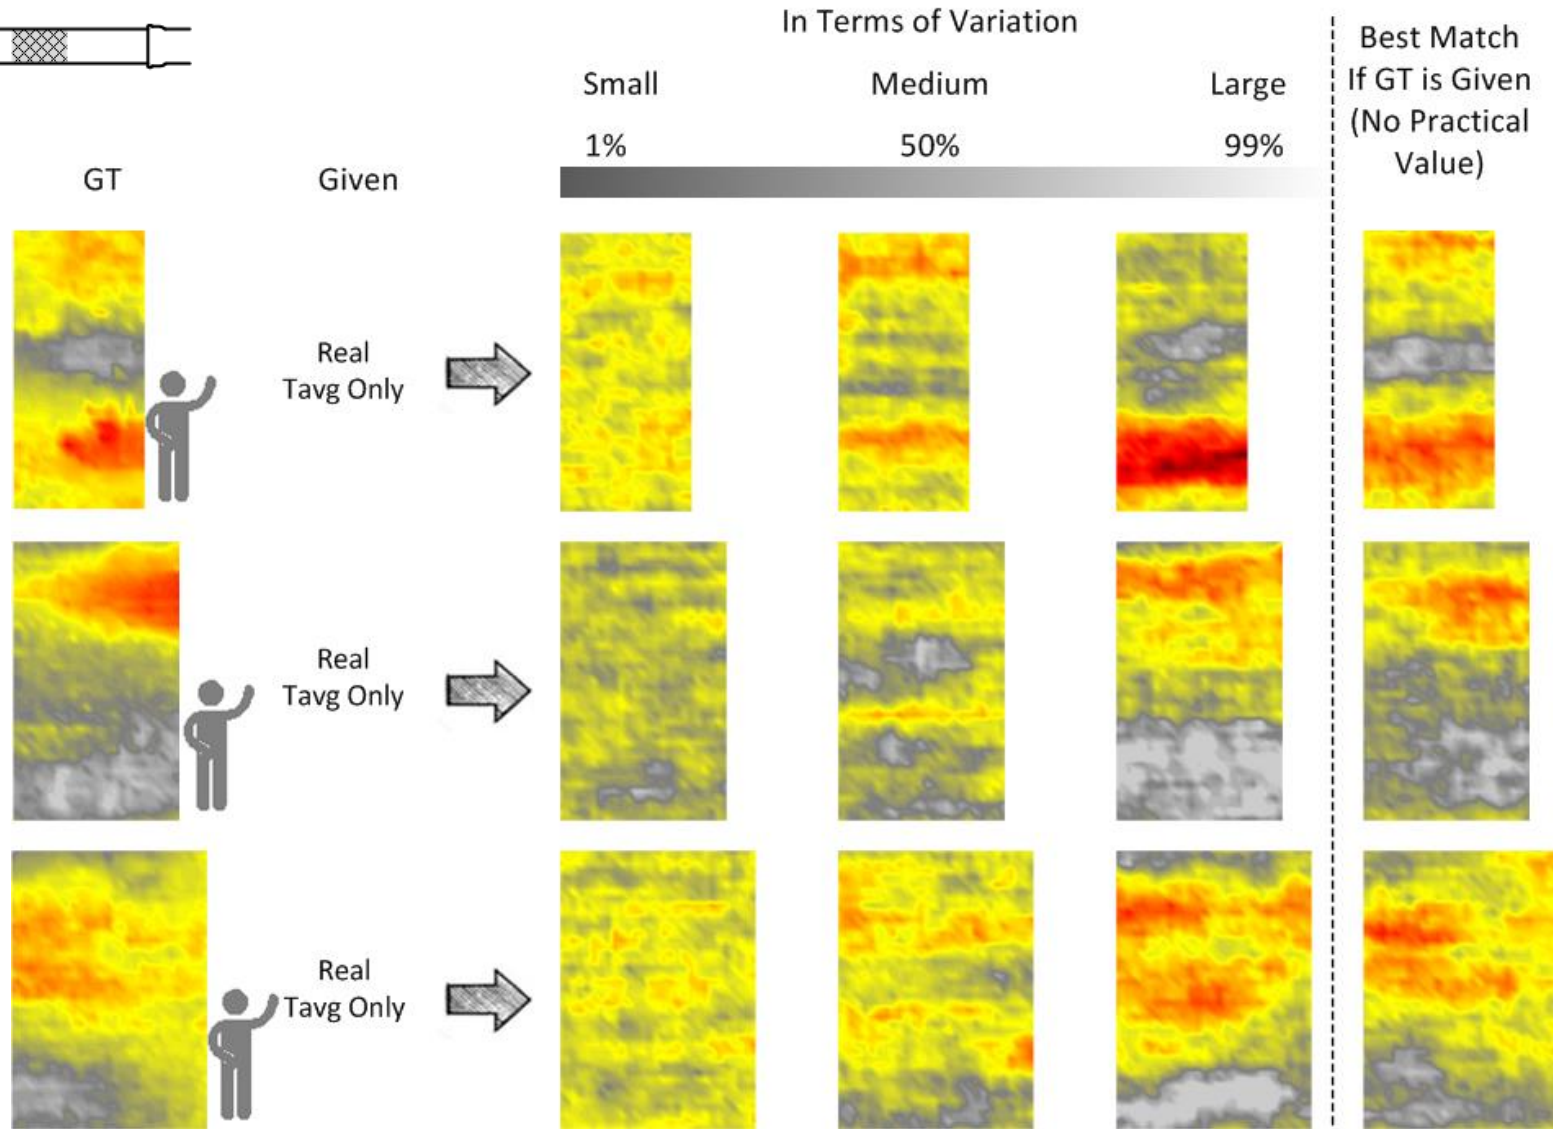 In Terms of Variation
Small Medium Large
1% 50% 99%
Best Match
If GT is Given
(No Practical
Value)
GT Given
Real
Tavg Only
Real
Tavg Only
Real
Tavg Only